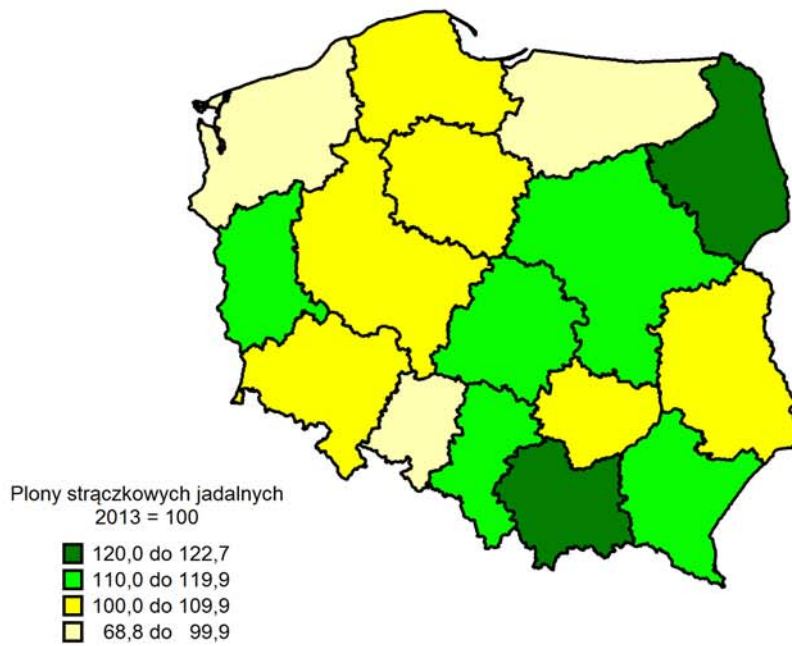 Plony strączkowych jadalnych
2013 = 100
120,0 do 122,7
110,0 do 119,9
100,0 do 109,9
68,8 do 99,9